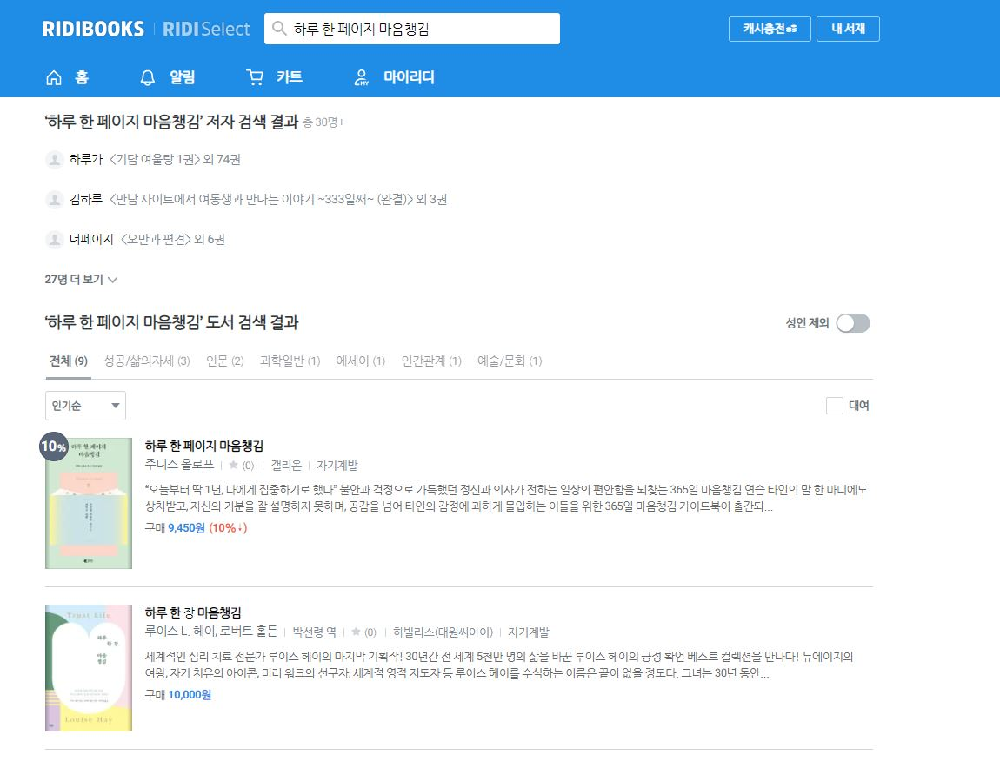 RIDIBOOKS RIDI Select 하루 한 페이지 마음챙김 캐시충전 내 서재
홈 알림 카트 마이리디
‘하루 한 페이지 마음챙김’ 저자 검색 결과 총 30명+
하루가 <기담 여울랑 1권> 외 74권
김하루 <만남 사이트에서 여동생과 만나는 이야기 ~333일째~ (완결)> 외 3권
더페이지 <오만과 편견> 외 6권
27명 더 보기
‘하루 한 페이지 마음챙김’ 도서 검색 결과 성인 제외
전체 (9) 성공/삶의자세 (3) 인문 (2) 과학일반 (1) 에세이 (1) 인간관계 (1) 예술/문화 (1)
인기순 대여
10%
하루 한 페이지
마음챙김
하루 한 페이지 마음챙김
주디스 올로프 (0) 갤리온 자기계발
“오늘부터 딱 1년, 나에게 집중하기로 했다” 불안과 걱정으로 가득했던 정신과 의사가 전하는 일상의 편안함을 되찾는 365일 마음챙김 연습 타인의 말 한 마디에도
상처받고, 자신의 기분을 잘 설명하지 못하며, 공감을 넘어 타인의 감정에 과하게 몰입하는 이들을 위한 365일 마음챙김 가이드북이 출간되...
구매 9,450원 (10%↓)
Trust Life
하루
한 장
마음
챙김
Louise Hay
하루 한 장 마음챙김
루이스 L. 헤이, 로버트 홀든 박선령 역 (0) 하빌리스(대원씨아이) 자기계발
세계적인 심리 치료 전문가 루이스 헤이의 마지막 기획작! 30년간 전 세계 5천만 명의 삶을 바꾼 루이스 헤이의 긍정 확언 베스트 컬렉션을 만나다! 뉴에이지의
여왕, 자기 치유의 아이콘, 미러 워크의 선구자, 세계적 영적 지도자 등 루이스 헤이를 수식하는 이름은 끝이 없을 정도다. 그녀는 30년 동안...
구매 10,000원